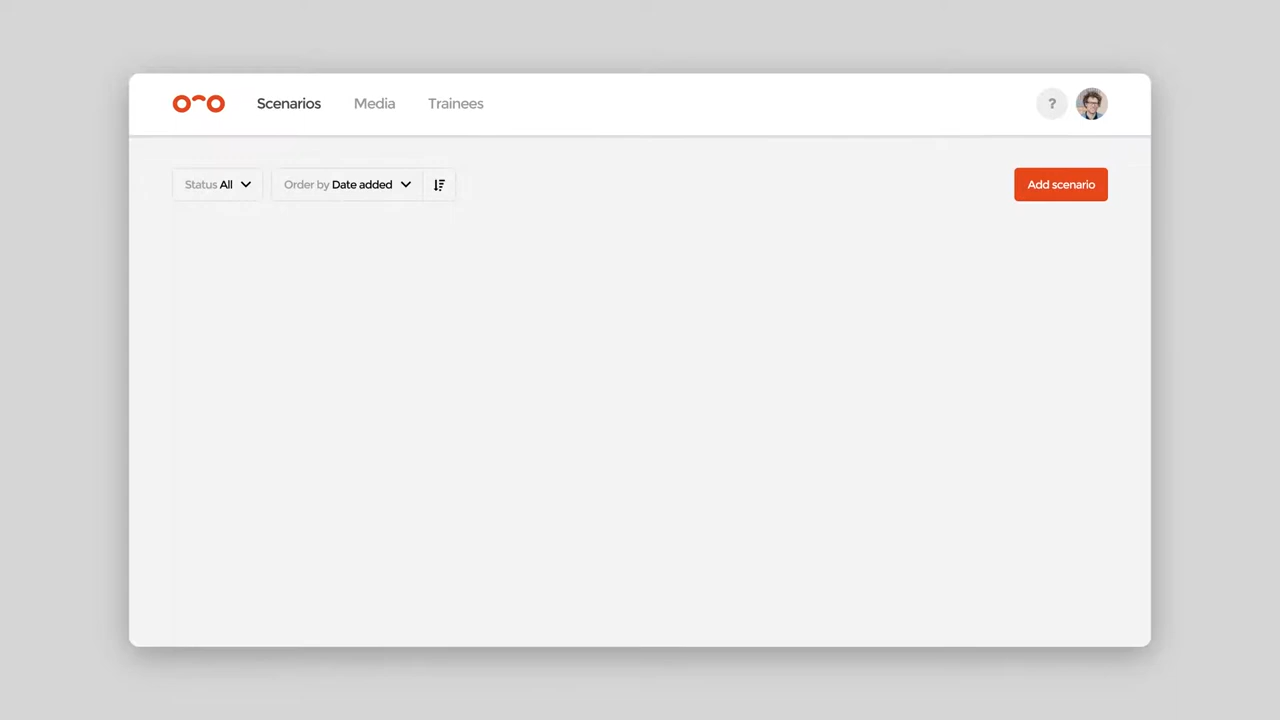 Scenarios Media Trainees ?
Status All Order by Date added Add scenario